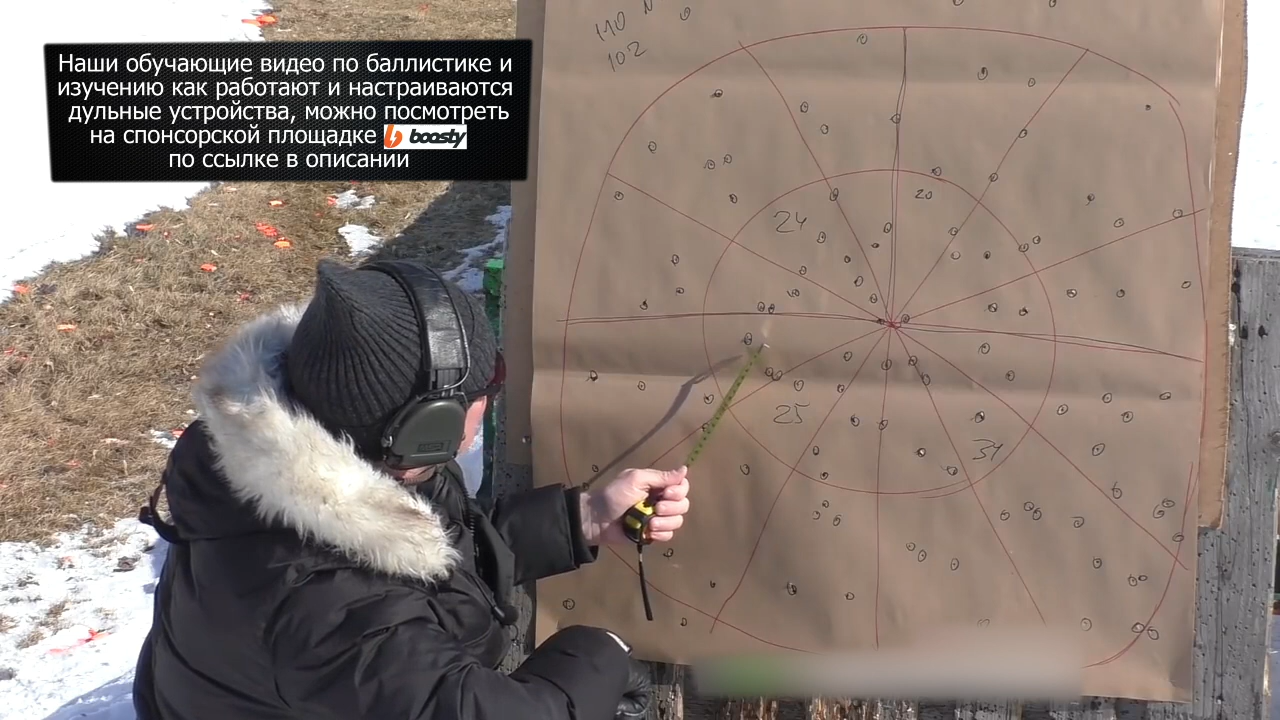 Наши обучающие видео по баллистике и
изучению как работают и настраиваются
дульные устройства, можно посмотреть
на спонсорской площадке boosty
по ссылке в описании
110
102
24
20
25
34